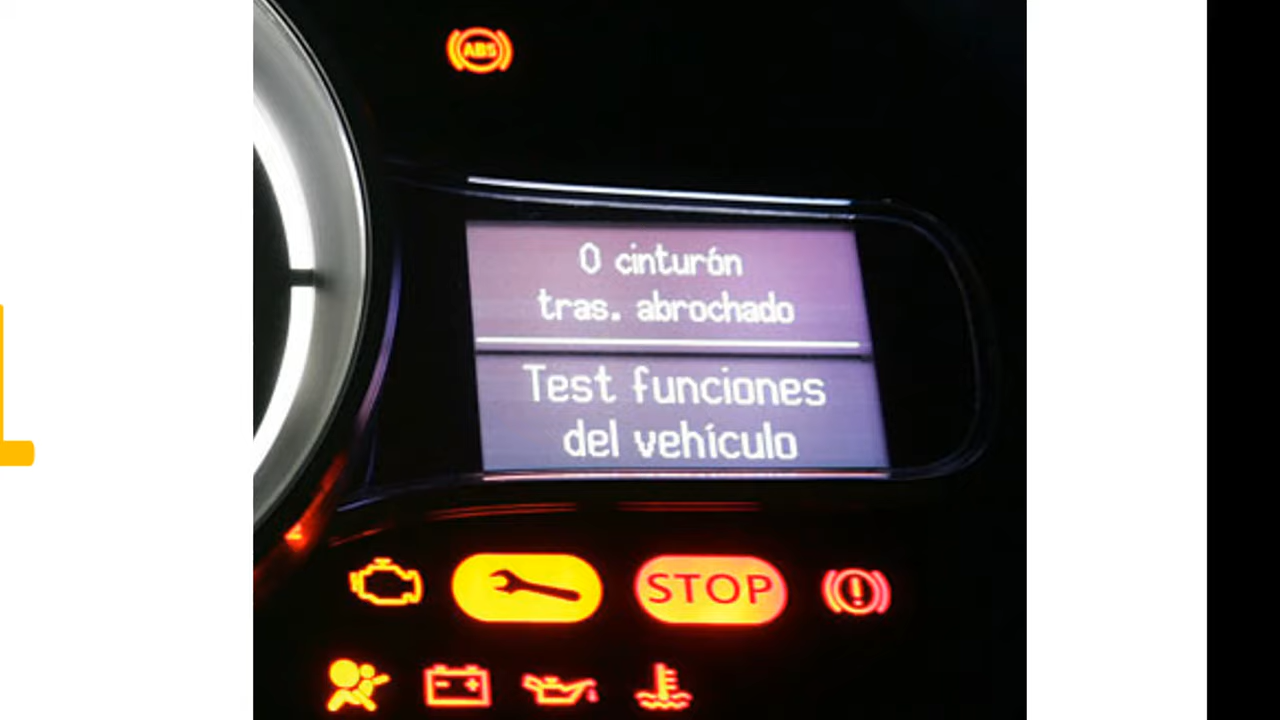 ABS
0 cinturón
tras. abrochado
Test funciones
del vehículo
STOP